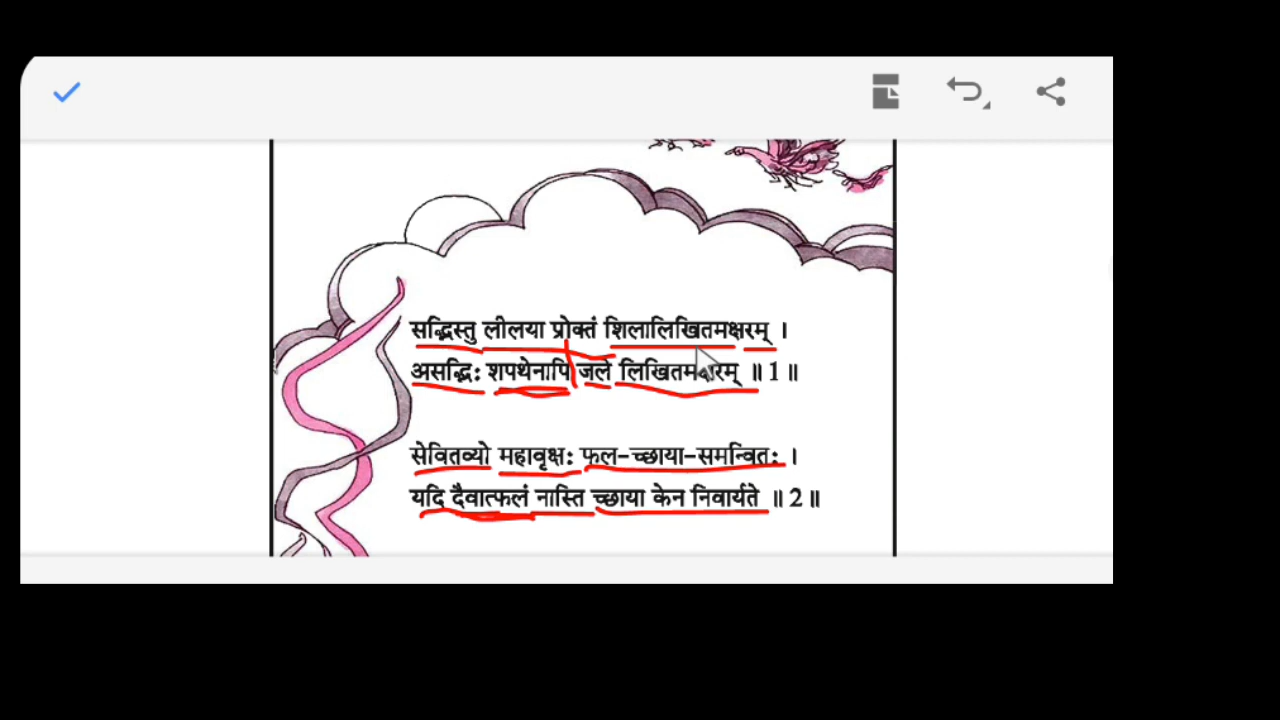 सद्भिस्तु लीलया प्रोक्तं शिलालिखितमक्षरम् ।
असद्भिः शपथेनापि जले लिखितमक्षरम् ॥ 1 ॥
सेवितव्यो महावृक्षः फल-च्छाया-समन्वितः ।
यदि दैवात्फलं नास्ति च्छाया केन निवार्यते ॥ 2 ॥